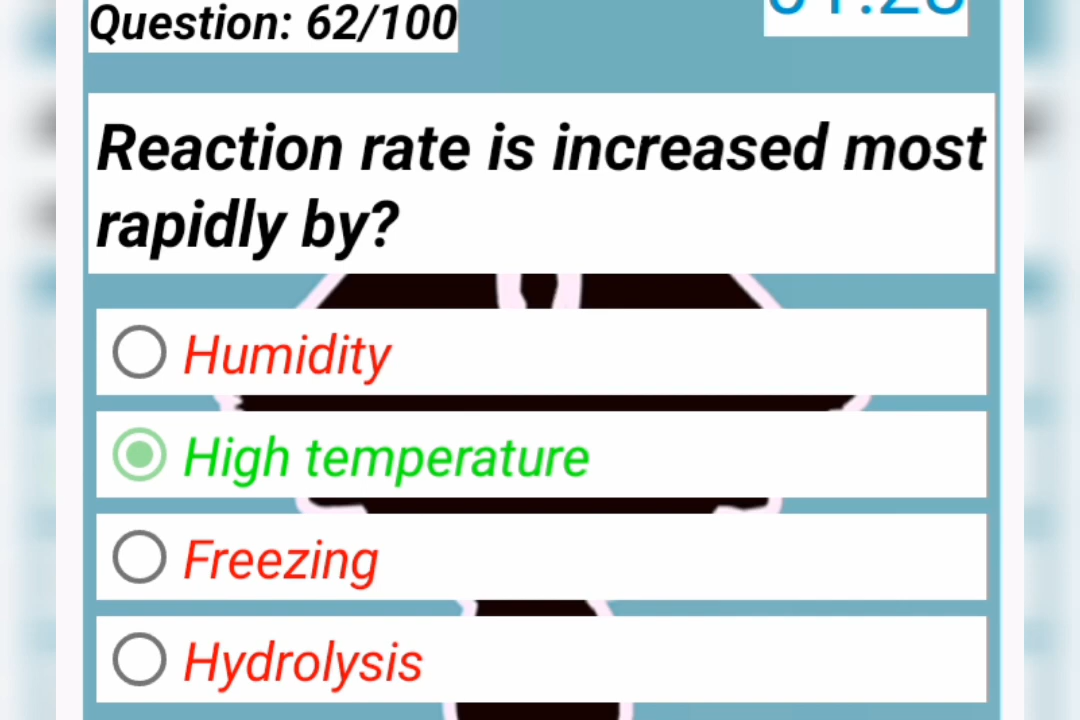 Question: 62/100
Reaction rate is increased most
rapidly by?
Humidity
High temperature
Freezing
Hydrolysis